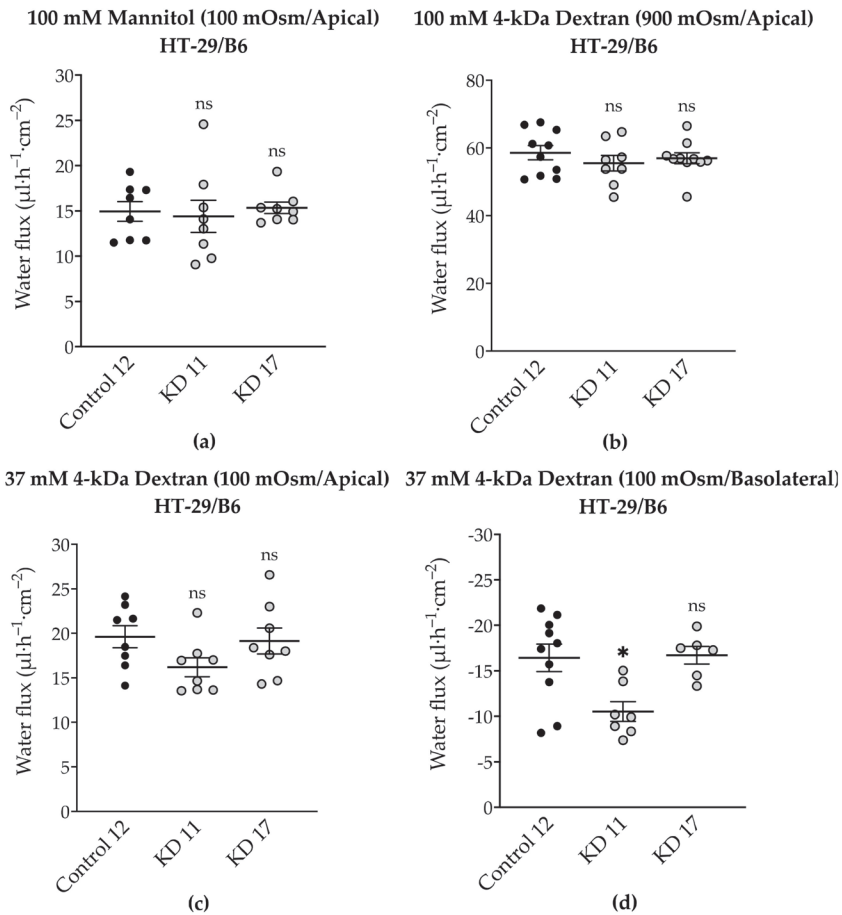 100 mM Mannitol (100 mOsm/Apical)
HT-29/B6
Water flux (µl·h⁻¹·cm⁻²)
30
25
20
15
10
5
0
ns
ns
Control 12
KD 11
KD 17
(a)
100 mM 4-kDa Dextran (900 mOsm/Apical)
HT-29/B6
Water flux (µl·h⁻¹·cm⁻²)
80
60
40
20
0
ns
ns
Control 12
KD 11
KD 17
(b)
37 mM 4-kDa Dextran (100 mOsm/Apical)
HT-29/B6
Water flux (µl·h⁻¹·cm⁻²)
30
25
20
15
10
5
0
ns
ns
Control 12
KD 11
KD 17
(c)
37 mM 4-kDa Dextran (100 mOsm/Basolateral)
HT-29/B6
Water flux (µl·h⁻¹·cm⁻²)
-30
-25
-20
-15
-10
-5
0
*
ns
Control 12
KD 11
KD 17
(d)